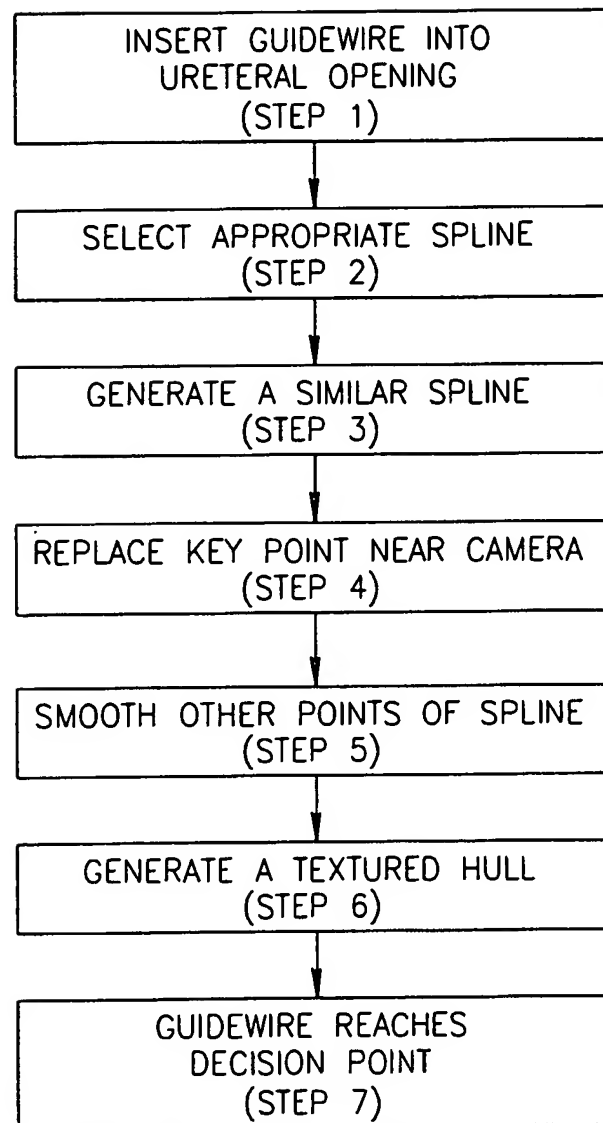 INSERT GUIDEWIRE INTO
URETERAL OPENING
(STEP 1)
SELECT APPROPRIATE SPLINE
(STEP 2)
GENERATE A SIMILAR SPLINE
(STEP 3)
REPLACE KEY POINT NEAR CAMERA
(STEP 4)
SMOOTH OTHER POINTS OF SPLINE
(STEP 5)
GENERATE A TEXTURED HULL
(STEP 6)
GUIDEWIRE REACHES
DECISION POINT
(STEP 7)